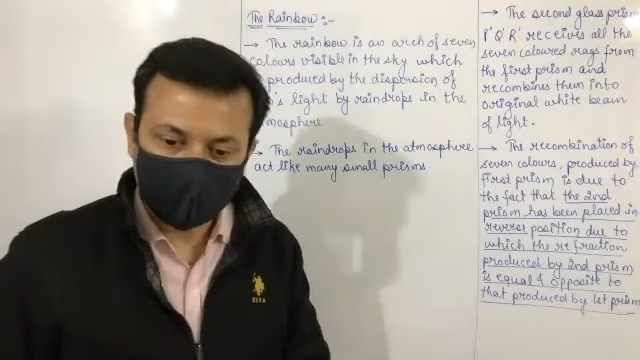 The Rainbow :-
→ The rainbow is an arch of seven
colours visible in the sky which
produced by the dispersion of
's light by raindrops in the
mosphere
→ The raindrops in the atmosphere
act like many small prisms.
→ The second glass prism
P'Q'R' receives all the
seven coloured rays from
the first prism and
recombines them into
original white beam
of light.
→ The recombination of
seven colours, produced by
first prism is due to
the fact that the 2nd
prism has been placed in
reverse position due to
which the refraction
produced by 2nd prism
is equal & opposite to
that produced by 1st prism
USPA